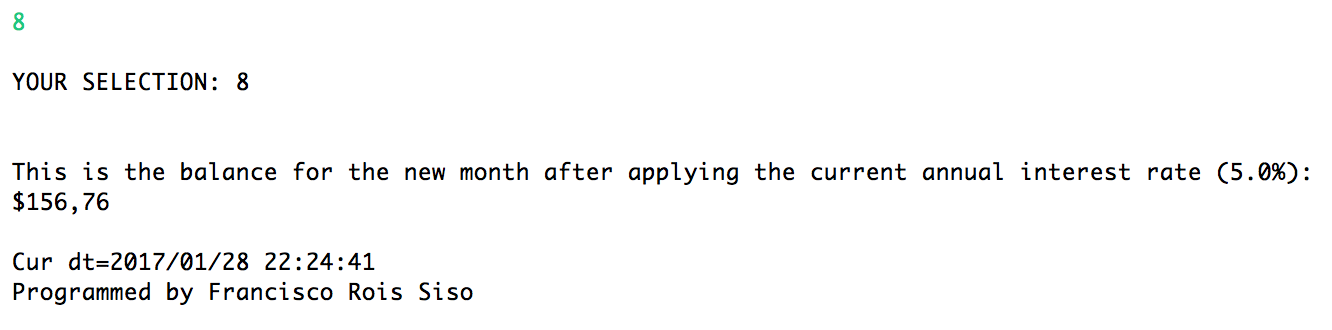 8
YOUR SELECTION: 8
This is the balance for the new month after applying the current annual interest rate (5.0%):
$156,76
Cur dt=2017/01/28 22:24:41
Programmed by Francisco Rois Siso